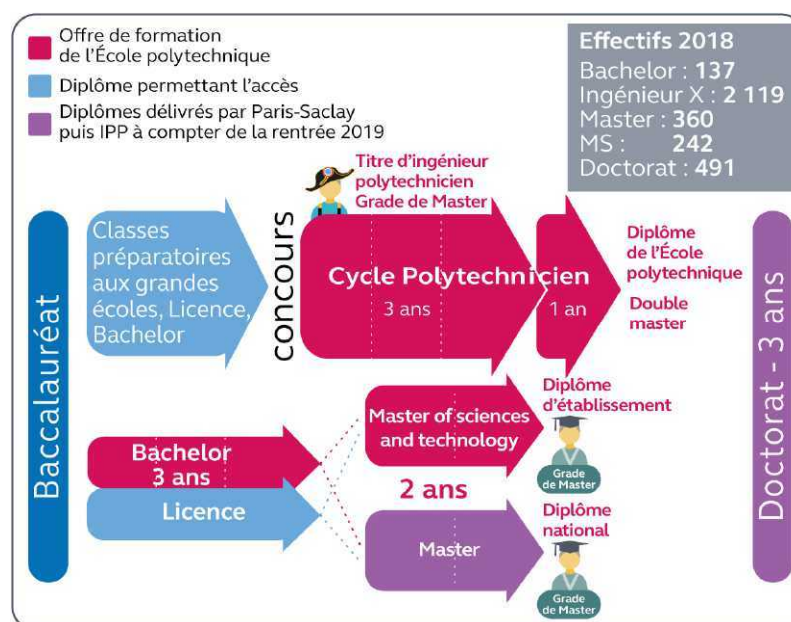 Offre de formation
de l'École polytechnique
Diplôme permettant l'accès
Diplômes délivrés par Paris-Saclay
puis IPP à compter de la rentrée 2019
Effectifs 2018
Bachelor : 137
Ingénieur X : 2 119
Master : 360
MS : 242
Doctorat : 491
Baccalauréat
Classes
préparatoires
aux grandes
écoles, Licence,
Bachelor
concours
Titre d'ingénieur
polytechnicien
Grade de Master
Cycle Polytechnicien
3 ans
1 an
Diplôme
de l'École
polytechnique
Double
master
Bachelor
3 ans
Licence
Master of sciences
and technology
2 ans
Master
Diplôme
d'établissement
Grade
de Master
Diplôme
national
Grade
de Master
Doctorat - 3 ans